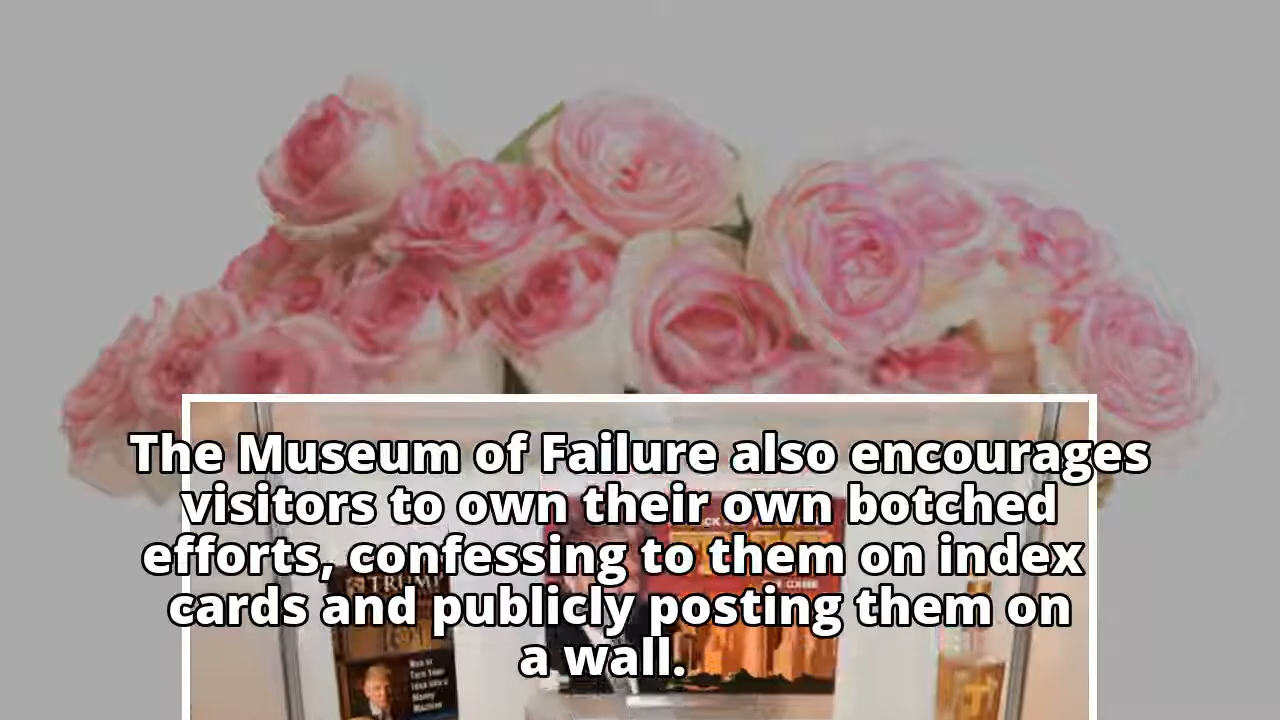 The Museum of Failure also encourages
visitors to own their own botched
efforts, confessing to them on index
cards and publicly posting them on
a wall.
TRUMP